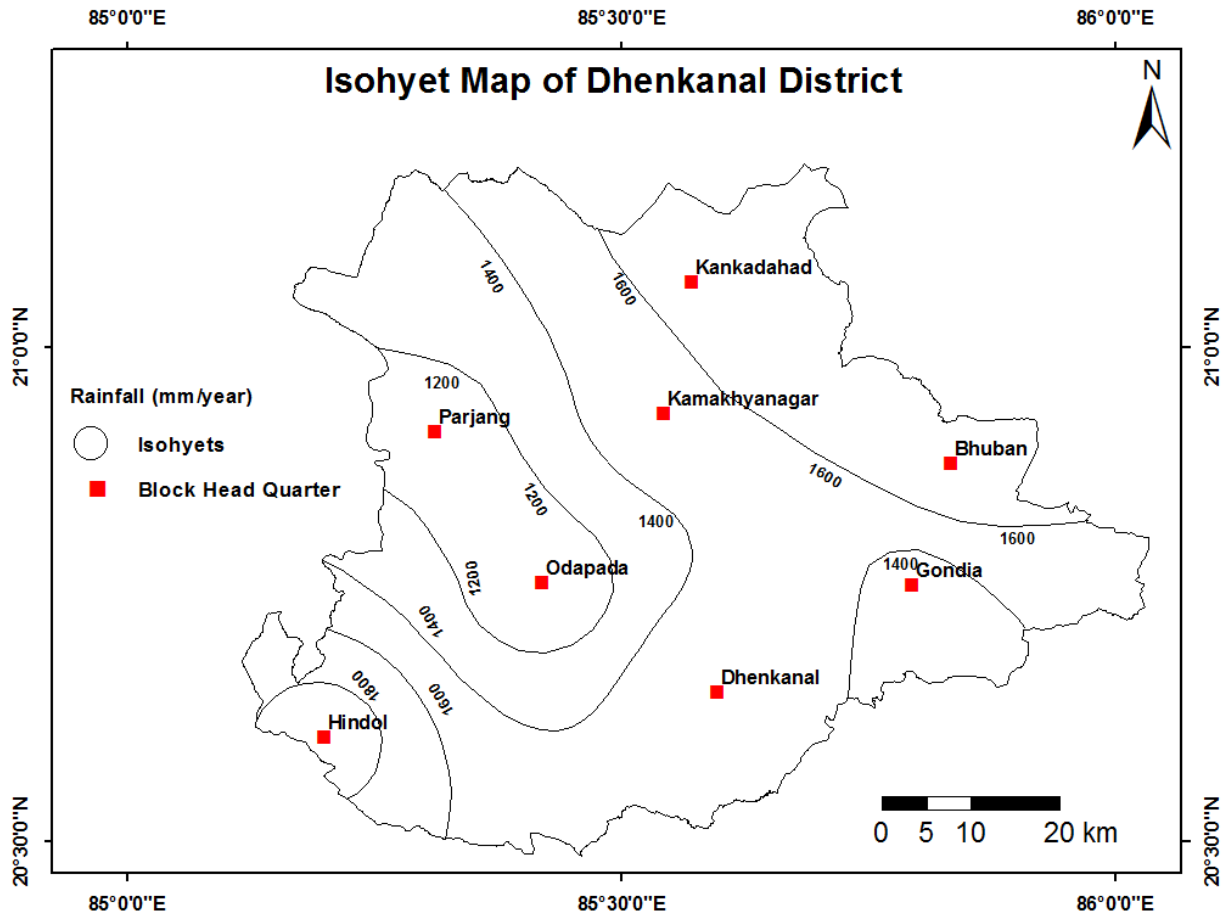 85°0'0"E 85°30'0"E 86°0'0"E
Isohyet Map of Dhenkanal District
N
1400
1600
Kankadahad
21°0'0"N
21°0'0"N
1200
Rainfall (mm/year)
Parjang
Kamakhyanagar
Isohyets
Bhuban
Block Head Quarter
1200
1600
1400
1600
1200
Odapada
1400
Gondia
1400
1800
1600
Dhenkanal
Hindol
0 5 10 20 km
20°30'0"N
20°30'0"N
85°0'0"E 85°30'0"E 86°0'0"E